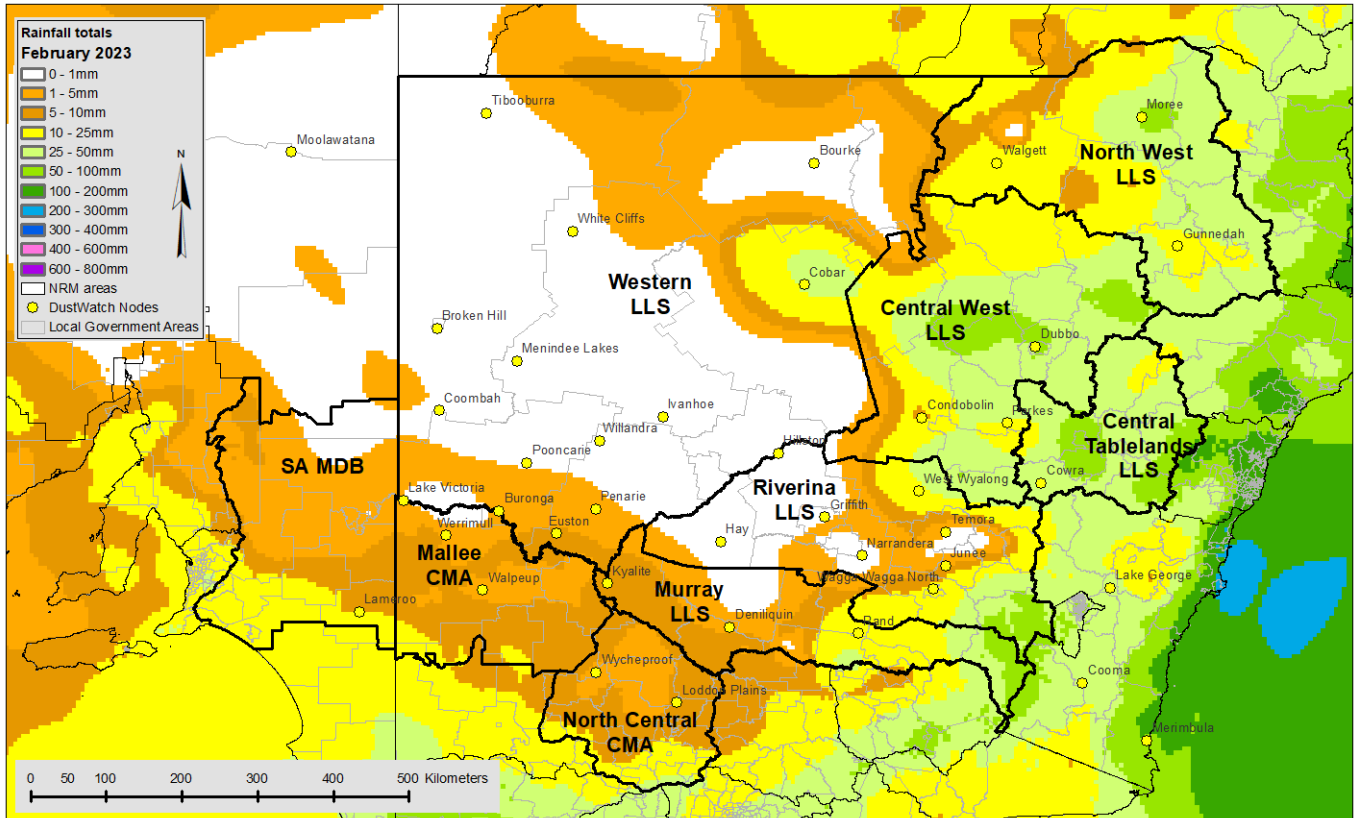 Rainfall totals
February 2023
0 - 1mm
1 - 5mm
5 - 10mm
10 - 25mm
25 - 50mm
50 - 100mm
100 - 200mm
200 - 300mm
300 - 400mm
400 - 600mm
600 - 800mm
NRM areas
DustWatch Nodes
Local Government Areas
N
Tibooburra
Moree
Moolawatana
Bourke
Walgett
North West
LLS
White Cliffs
Gunnedah
Cobar
Western
LLS
Central West
LLS
Broken Hill
Dubbo
Menindee Lakes
Coombah
Ivanhoe
Condobolin
Parkes
Central
Tablelands
LLS
Willandra
Hillston
Pooncarie
SA MDB
Cowra
West Wyalong
Riverina
LLS
Lake Victoria
Buronga
Penarie
Griffith
Temora
Werrimull
Euston
Hay
Narrandera
Junee
Mallee
CMA
Walpeup
Kyalite
Wagga Wagga North
Lake George
Murray
LLS
Lameroo
Deniliquin
Rand
Wycheproof
Cooma
Loddon Plains
North Central
CMA
Merimbula
0 50 100 200 300 400 500 Kilometers